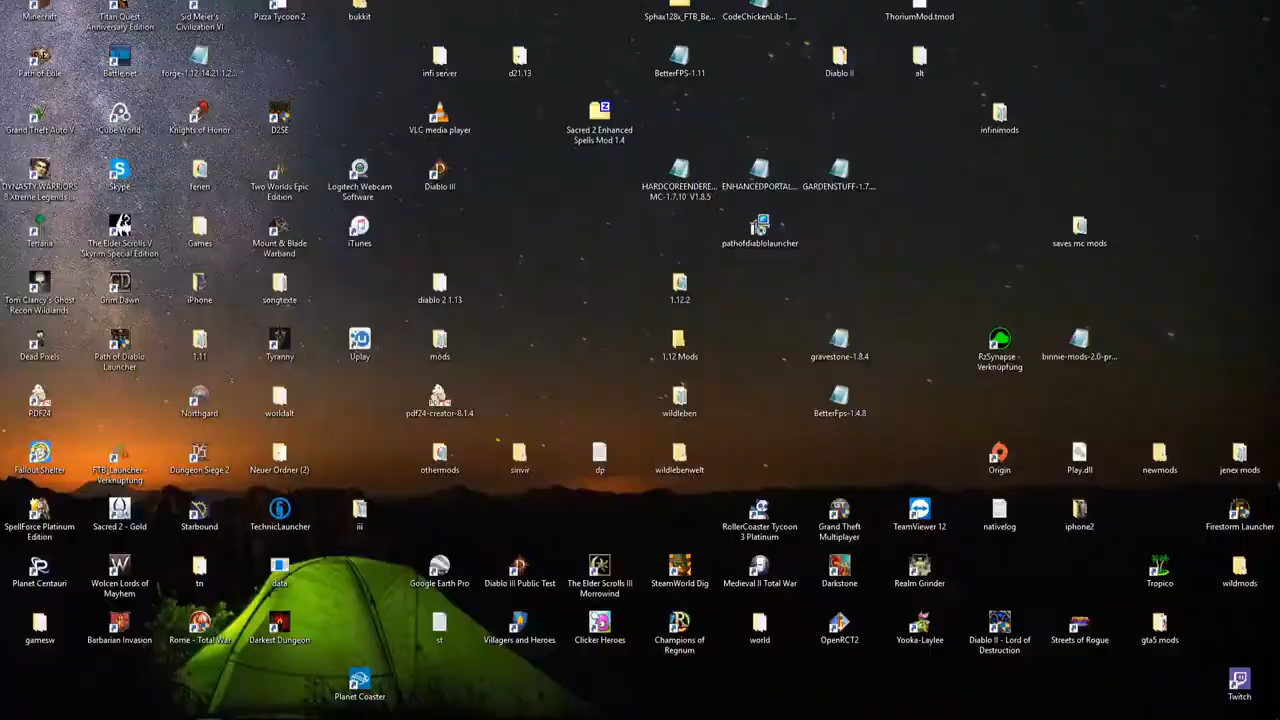 Minecraft
Titan Quest
Anniversary Edition
Sid Meier's
Civilization VI
Pizza Tycoon 2
bukkit
Sphax128x_FTB_Be...
CodeChickenLib-1....
ThoriumMod.tmod
Path of Exile
Battle.net
forge-1.12-14.21.1.2...
infi server
d21.13
BetterFPS-1.11
Diablo II
alt
Grand Theft Auto V
Cube World
Knights of Honor
D2SE
VLC media player
Sacred 2 Enhanced
Spells Mod 1.4
infinimods
DYNASTY WARRIORS
8 Xtreme Legends ...
Skype
ferien
Two Worlds Epic
Edition
Logitech Webcam
Software
Diablo III
HARDCOREENDERE...
MC-1.7.10 V1.8.5
ENHANCEDPORTAL...
GARDENSTUFF-1.7....
Terraria
The Elder Scrolls V
Skyrim Special Edition
Games
Mount & Blade
Warband
iTunes
pathofdiablolauncher
saves mc mods
Tom Clancy's Ghost
Recon Wildlands
Grim Dawn
iPhone
songtexte
diablo 2 1.13
1.12.2
Dead Pixels
Path of Diablo
Launcher
1.11
Tyranny
Uplay
mods
1.12 Mods
gravestone-1.8.4
RzSynapse -
Verknüpfung
binnie-mods-2.0-pr...
PDF24
Northgard
worldalt
pdf24-creator-8.1.4
wildleben
BetterFps-1.4.8
Fallout Shelter
FTB_Launcher -
Verknüpfung
Dungeon Siege 2
Neuer Ordner (2)
othermods
sinvir
dp
wildlebenwelt
Origin
Play.dll
newmods
jenex mods
SpellForce Platinum
Edition
Sacred 2 - Gold
Starbound
TechnicLauncher
iii
RollerCoaster Tycoon
3 Platinum
Grand Theft
Multiplayer
TeamViewer 12
nativelog
iphone2
Firestorm Launcher
Planet Centauri
Wolcen Lords of
Mayhem
tn
data
Google Earth Pro
Diablo III Public Test
The Elder Scrolls III
Morrowind
SteamWorld Dig
Medieval II Total War
Darkstone
Realm Grinder
Tropico
wildmods
gamesw
Barbarian Invasion
Rome - Total War
Darkest Dungeon
st
Villagers and Heroes
Clicker Heroes
Champions of
Regnum
world
OpenRCT2
Yooka-Laylee
Diablo II - Lord of
Destruction
Streets of Rogue
gta5 mods
Planet Coaster
Twitch